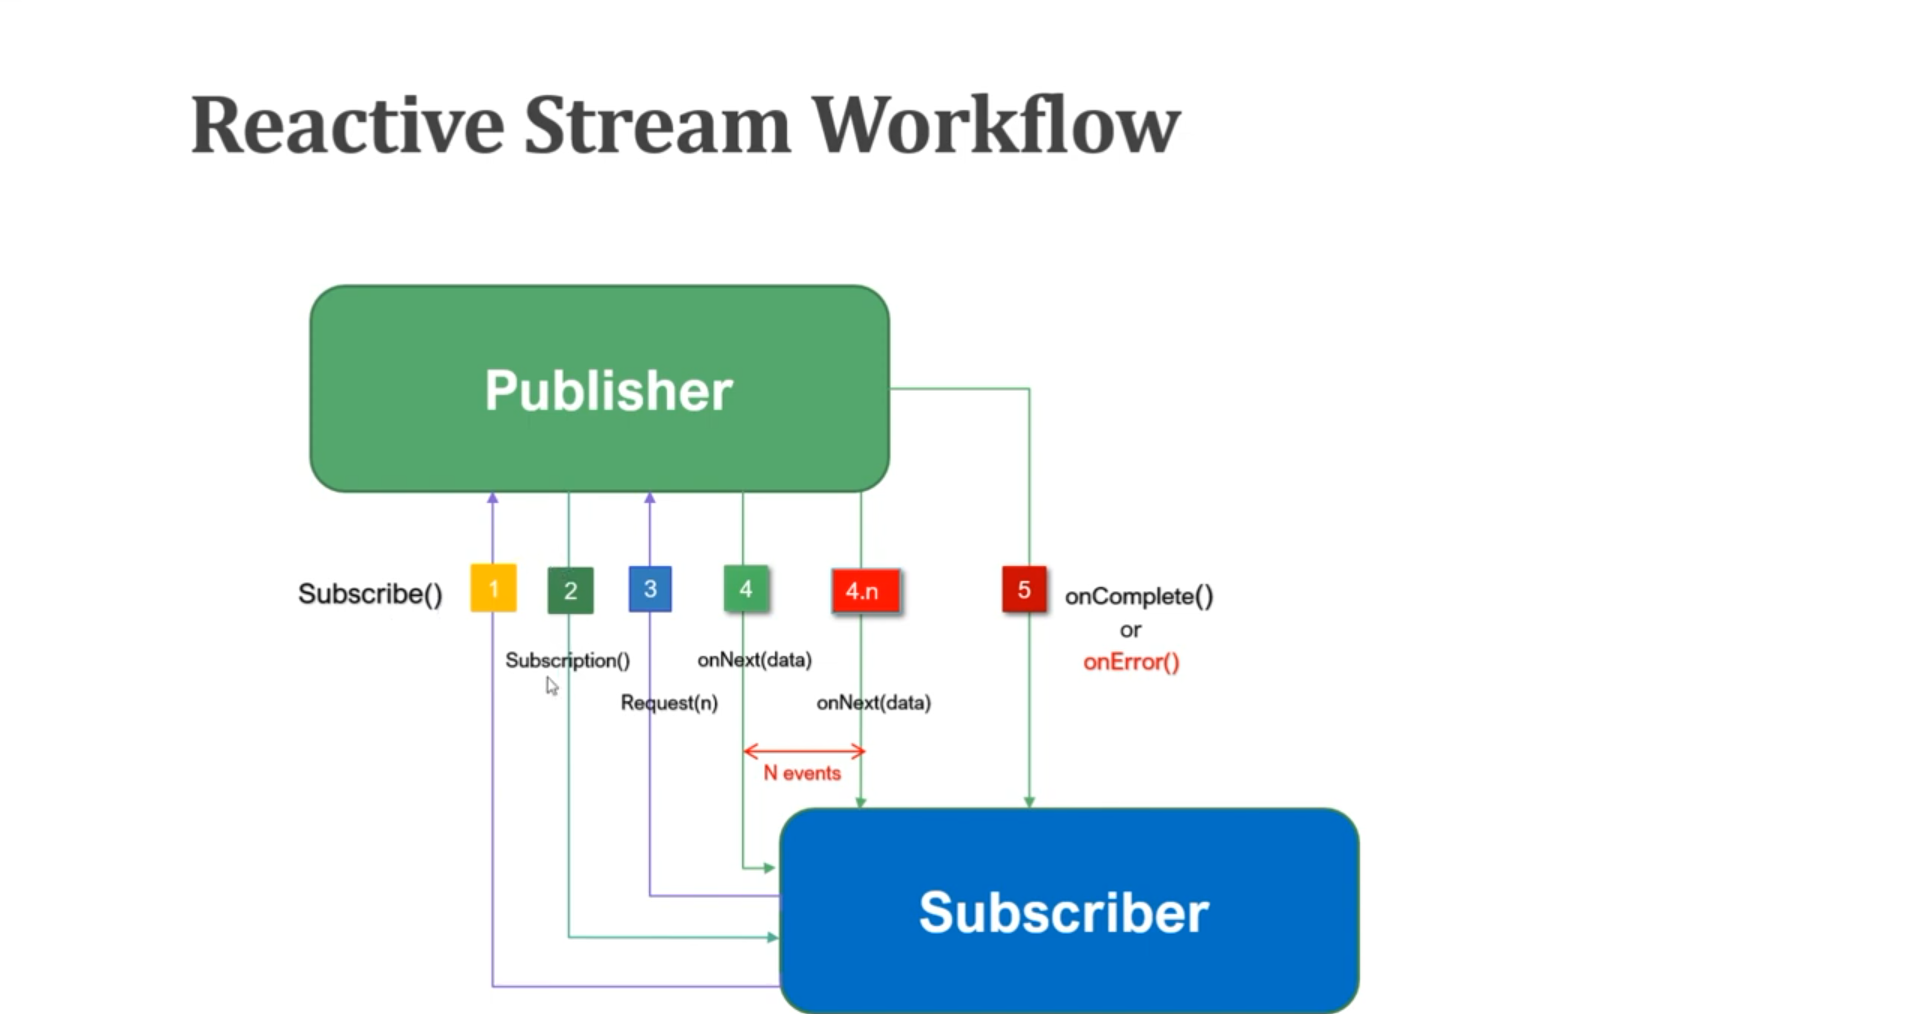 Reactive Stream Workflow
Publisher
Subscribe()
1
2
3
4
4.n
5
onComplete()
or
onError()
Subscription()
onNext(data)
Request(n)
onNext(data)
N events
Subscriber